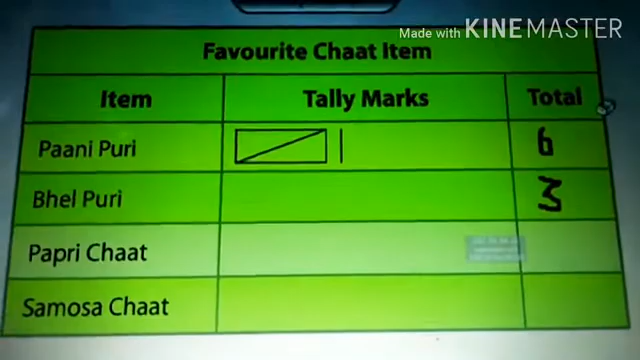 Made with KINEMASTER
Favourite Chaat Item
Item Tally Marks Total
Paani Puri 6
Bhel Puri 3
Papri Chaat
Samosa Chaat